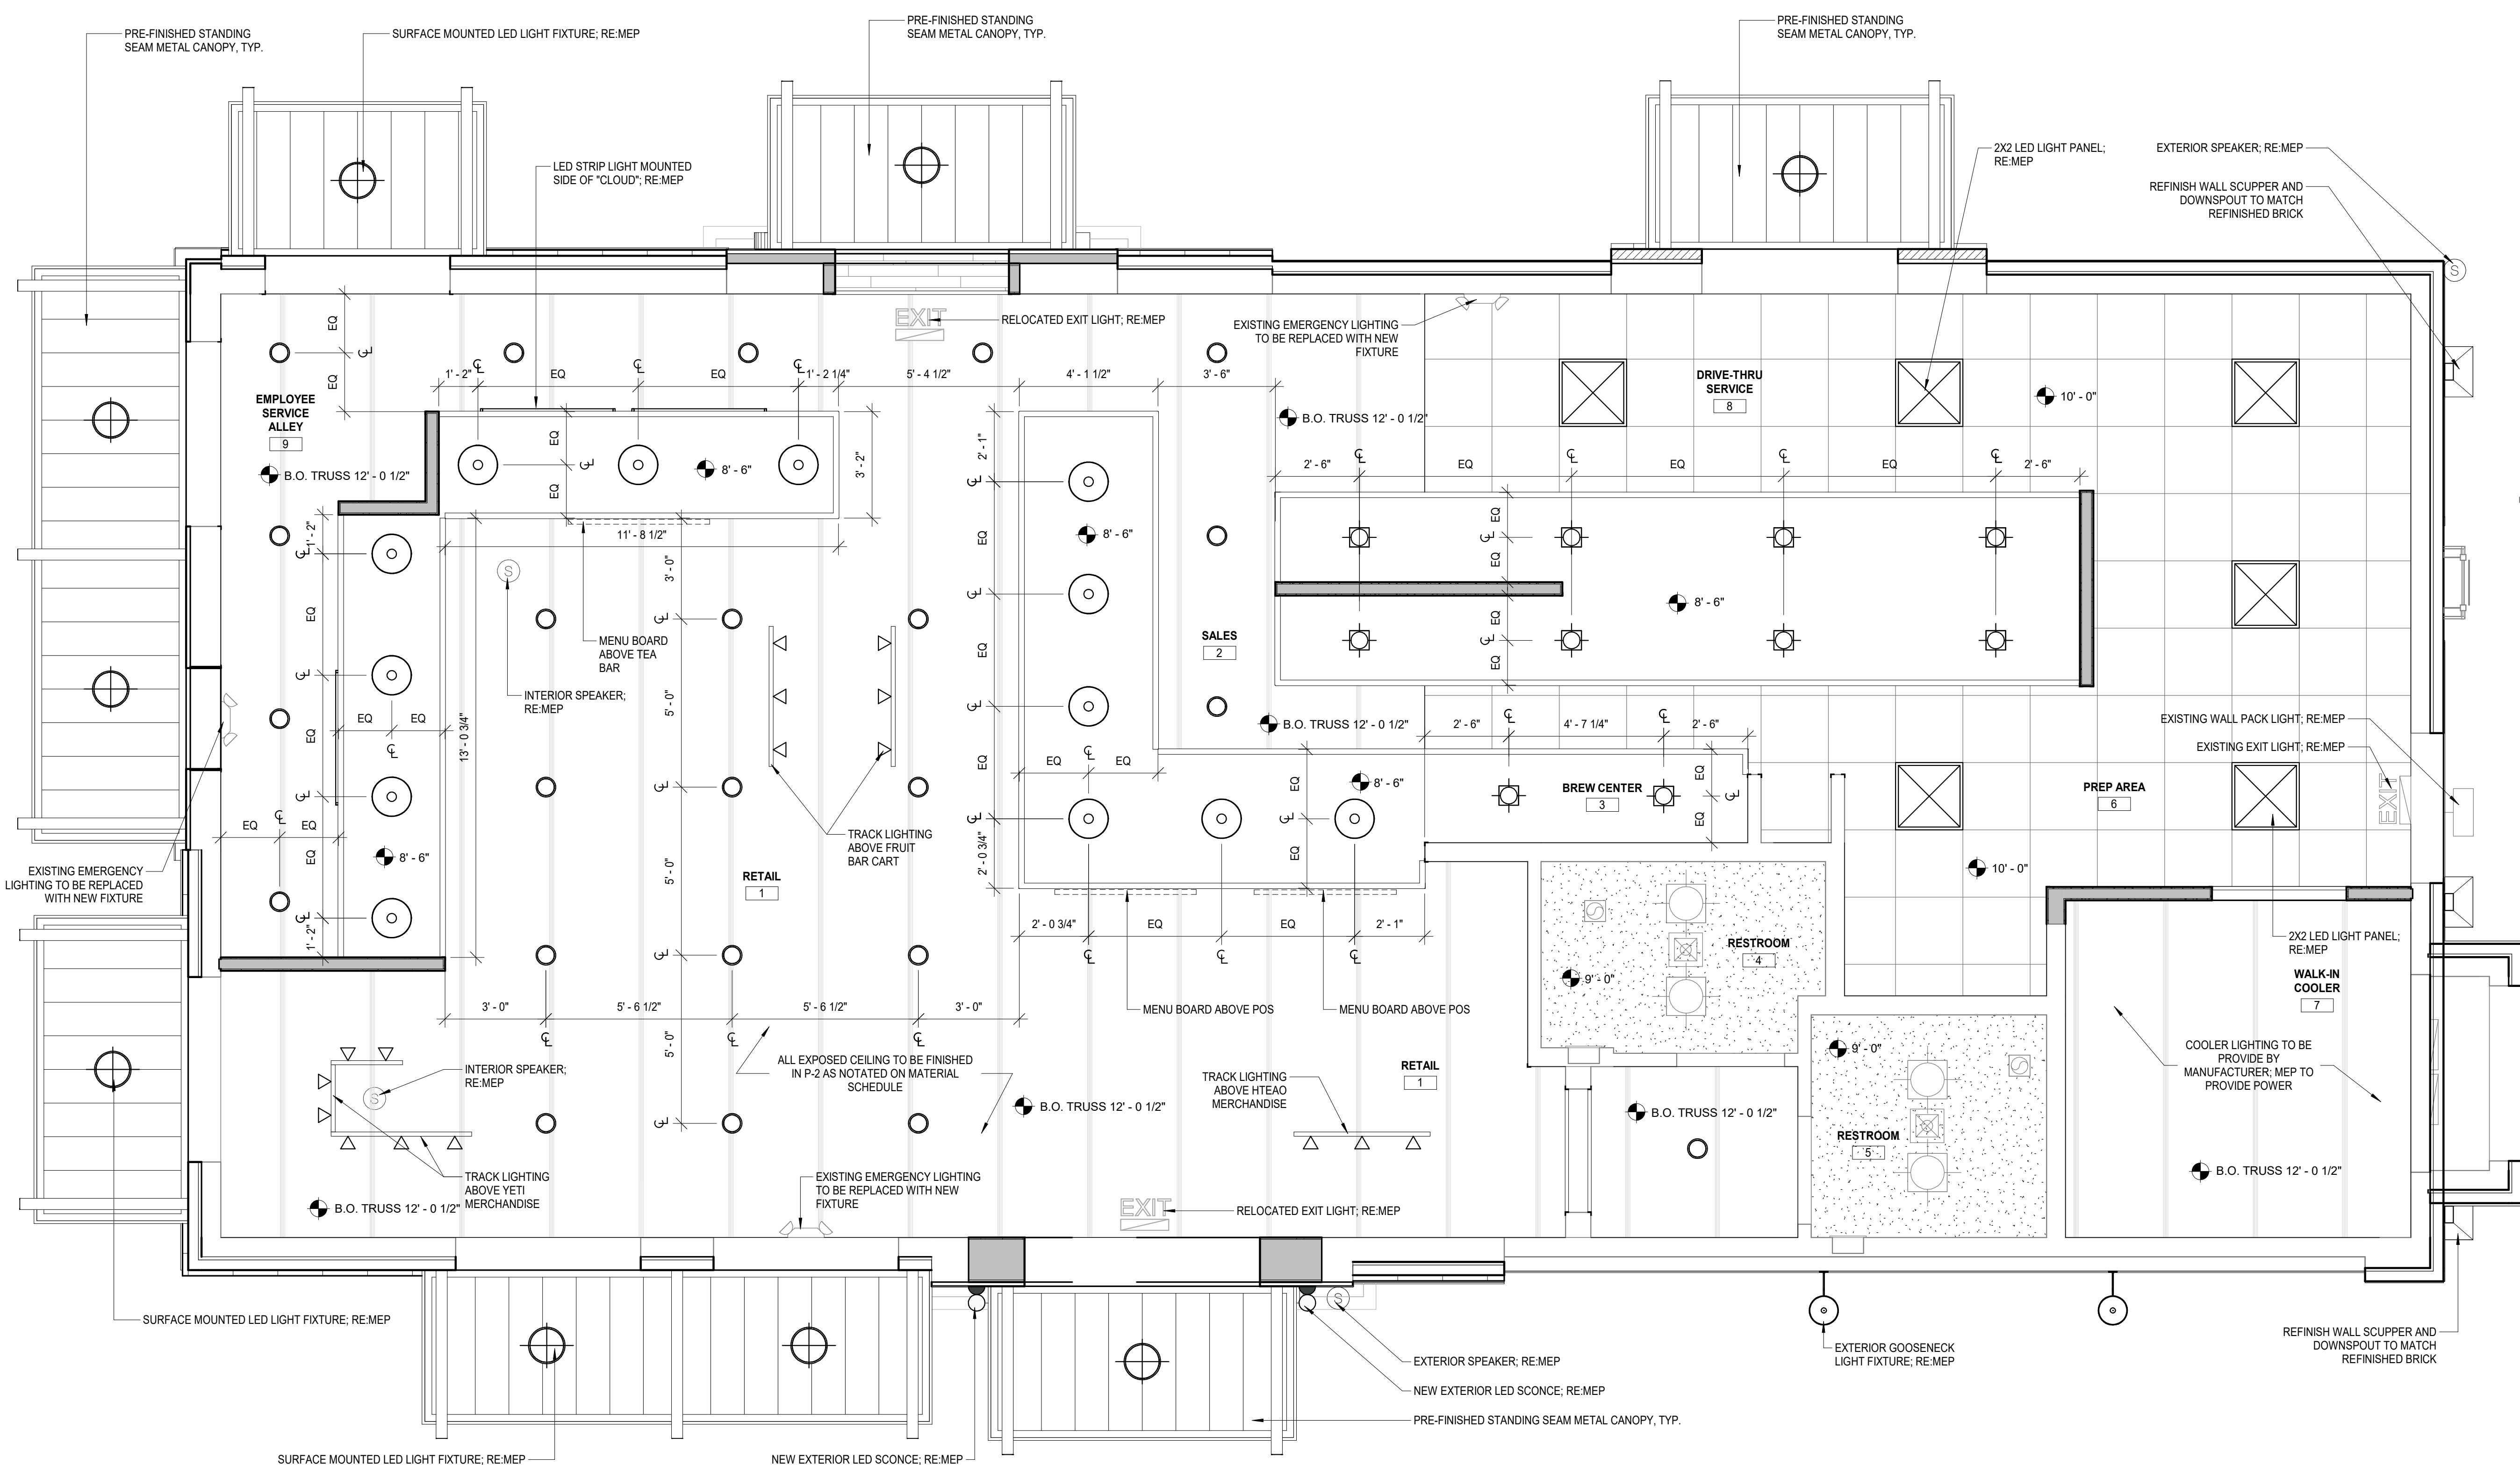 PRE-FINISHED STANDING
SEAM METAL CANOPY, TYP.
SURFACE MOUNTED LED LIGHT FIXTURE; RE:MEP
PRE-FINISHED STANDING
SEAM METAL CANOPY, TYP.
PRE-FINISHED STANDING
SEAM METAL CANOPY, TYP.
LED STRIP LIGHT MOUNTED
SIDE OF "CLOUD"; RE:MEP
2X2 LED LIGHT PANEL;
RE:MEP
EXTERIOR SPEAKER; RE:MEP
REFINISH WALL SCUPPER AND
DOWNSPOUT TO MATCH
REFINISHED BRICK
S
EXIT
RELOCATED EXIT LIGHT; RE:MEP
EXISTING EMERGENCY LIGHTING
TO BE REPLACED WITH NEW
FIXTURE
EQ
EQ
1' - 2"
EQ
EQ
1' - 2 1/4"
5' - 4 1/2"
4' - 1 1/2"
3' - 6"
EMPLOYEE
SERVICE
ALLEY
9
B.O. TRUSS 12' - 0 1/2"
DRIVE-THRU
SERVICE
8
10' - 0"
B.O. TRUSS 12' - 0 1/2"
EQ
EQ
8' - 6"
3' - 2"
2' - 1"
2' - 6"
EQ
EQ
EQ
2' - 6"
1' - 2"
11' - 8 1/2"
EQ
8' - 6"
EQ
EQ
S
3' - 0"
MENU BOARD
ABOVE TEA
BAR
INTERIOR SPEAKER;
RE:MEP
EQ
EQ
EQ
8' - 6"
EQ
EQ
SALES
2
EQ
EQ
13' - 0 3/4"
5' - 0"
B.O. TRUSS 12' - 0 1/2"
2' - 6"
4' - 7 1/4"
2' - 6"
EXISTING WALL PACK LIGHT; RE:MEP
EXISTING EXIT LIGHT; RE:MEP
EXIT
EQ
EQ
EQ
EQ
EQ
EQ
8' - 6"
EQ
EQ
BREW CENTER
3
EQ
EQ
PREP AREA
6
EQ
8' - 6"
TRACK LIGHTING
ABOVE FRUIT
BAR CART
2' - 0 3/4"
5' - 0"
RETAIL
1
EXISTING EMERGENCY
LIGHTING TO BE REPLACED
WITH NEW FIXTURE
10' - 0"
1' - 2"
2' - 0 3/4"
EQ
EQ
2' - 1"
RESTROOM
4
9' - 0"
2X2 LED LIGHT PANEL;
RE:MEP
WALK-IN
COOLER
7
3' - 0"
5' - 6 1/2"
5' - 6 1/2"
3' - 0"
MENU BOARD ABOVE POS
MENU BOARD ABOVE POS
5' - 0"
ALL EXPOSED CEILING TO BE FINISHED
IN P-2 AS NOTATED ON MATERIAL
SCHEDULE
INTERIOR SPEAKER;
RE:MEP
S
RETAIL
1
TRACK LIGHTING
ABOVE HTEAO
MERCHANDISE
9' - 0"
COOLER LIGHTING TO BE
PROVIDE BY
MANUFACTURER; MEP TO
PROVIDE POWER
B.O. TRUSS 12' - 0 1/2"
B.O. TRUSS 12' - 0 1/2"
RESTROOM
5
B.O. TRUSS 12' - 0 1/2"
TRACK LIGHTING
ABOVE YETI
MERCHANDISE
B.O. TRUSS 12' - 0 1/2"
EXISTING EMERGENCY LIGHTING
TO BE REPLACED WITH NEW
FIXTURE
EXIT
RELOCATED EXIT LIGHT; RE:MEP
SURFACE MOUNTED LED LIGHT FIXTURE; RE:MEP
S
EXTERIOR SPEAKER; RE:MEP
NEW EXTERIOR LED SCONCE; RE:MEP
PRE-FINISHED STANDING SEAM METAL CANOPY, TYP.
EXTERIOR GOOSENECK
LIGHT FIXTURE; RE:MEP
REFINISH WALL SCUPPER AND
DOWNSPOUT TO MATCH
REFINISHED BRICK
SURFACE MOUNTED LED LIGHT FIXTURE; RE:MEP
NEW EXTERIOR LED SCONCE; RE:MEP